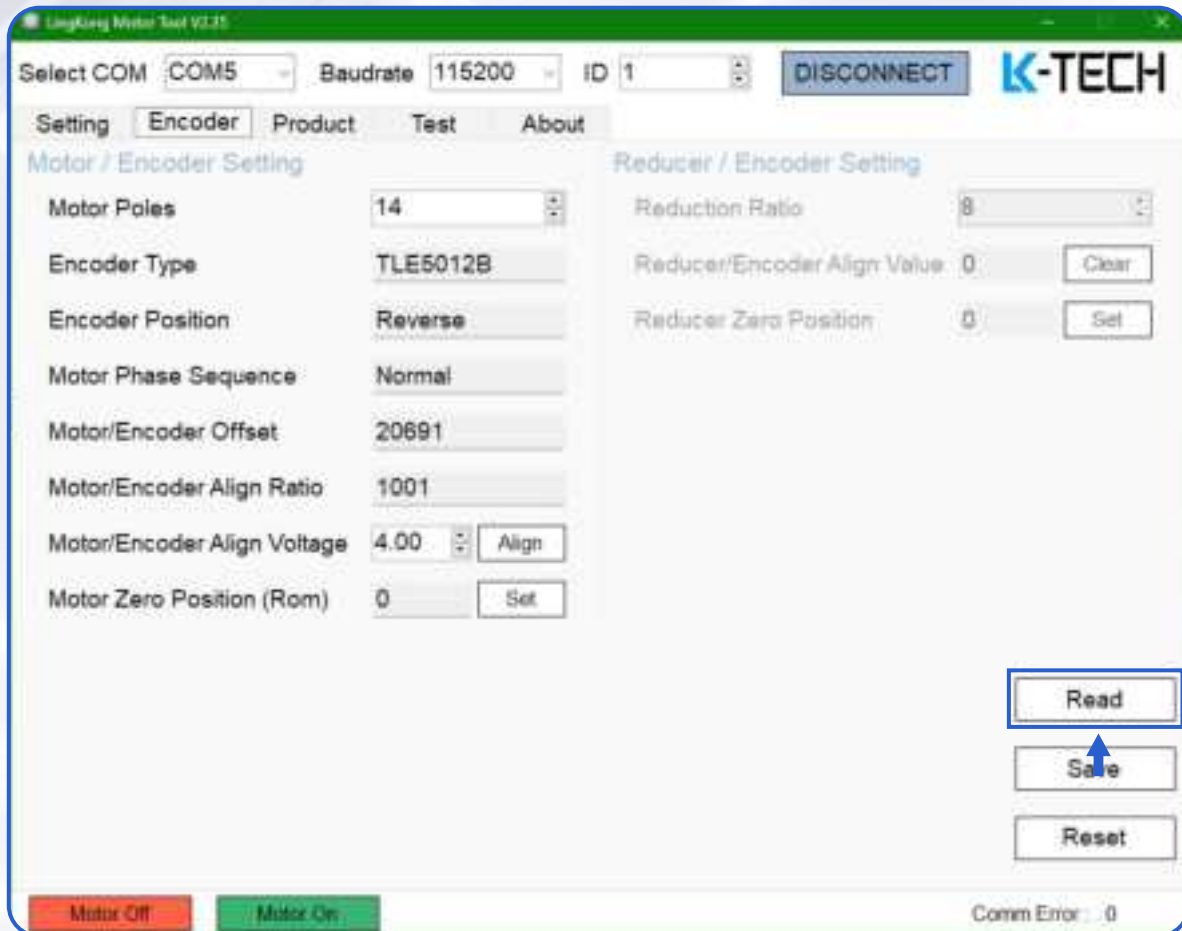 LingKong Motor Tool V2.35
Select COM COM5 Baudrate 115200 ID 1 DISCONNECT K-TECH
Setting Encoder Product Test About
Motor / Encoder Setting
Motor Poles 14
Encoder Type TLE5012B
Encoder Position Reverse
Motor Phase Sequence Normal
Motor/Encoder Offset 20691
Motor/Encoder Align Ratio 1001
Motor/Encoder Align Voltage 4.00 Align
Motor Zero Position (Rom) 0 Set
Reducer / Encoder Setting
Reduction Ratio 8
Reducer/Encoder Align Value 0 Clear
Reducer Zero Position 0 Set
Read
Save
Reset
Motor Off Motor On Comm Error : 0